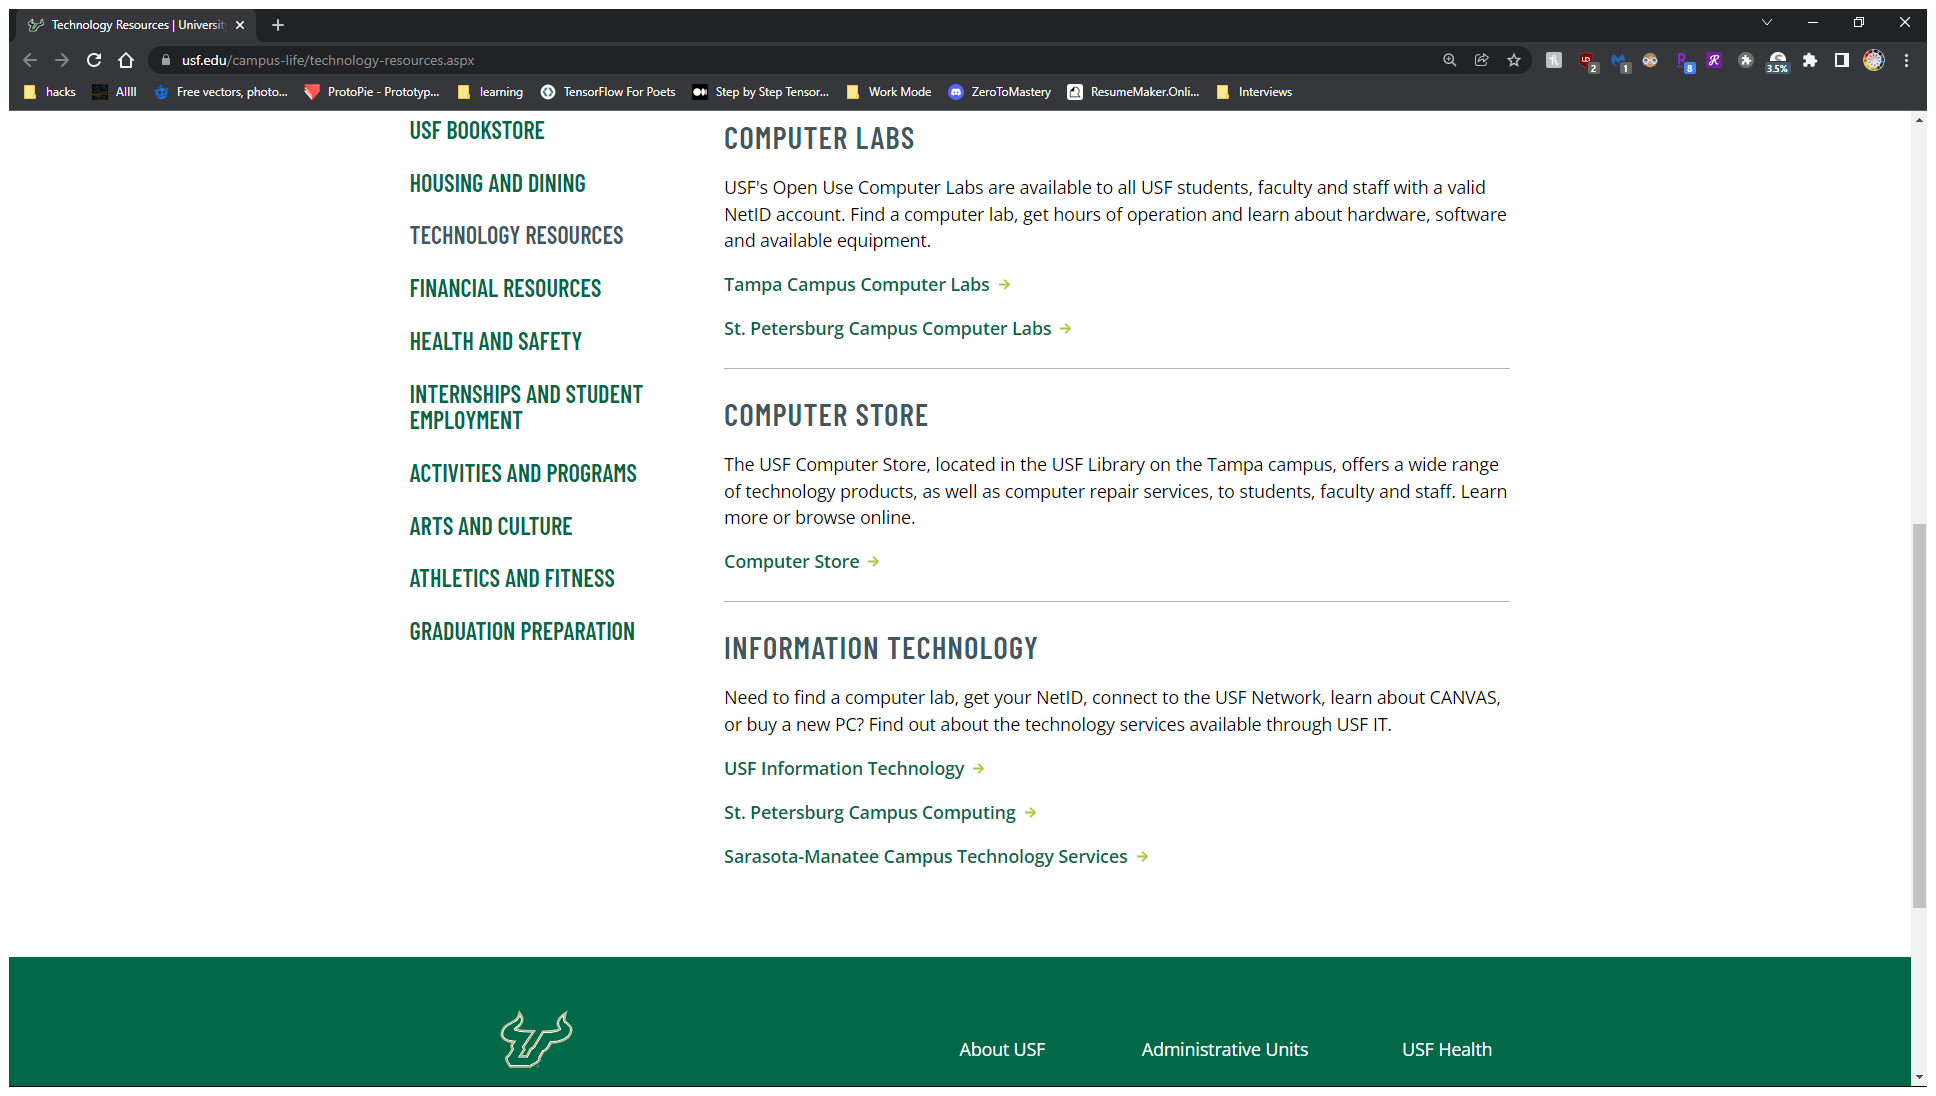 Technology Resources | Universit
usf.edu/campus-life/technology-resources.aspx
2
1
8
3.5%
hacks
AIIII
Free vectors, photo...
ProtoPie - Prototyp...
learning
TensorFlow For Poets
Step by Step Tensor...
Work Mode
ZeroToMastery
ResumeMaker.Onli...
Interviews
USF BOOKSTORE
HOUSING AND DINING
TECHNOLOGY RESOURCES
FINANCIAL RESOURCES
HEALTH AND SAFETY
INTERNSHIPS AND STUDENT
EMPLOYMENT
ACTIVITIES AND PROGRAMS
ARTS AND CULTURE
ATHLETICS AND FITNESS
GRADUATION PREPARATION
COMPUTER LABS
USF's Open Use Computer Labs are available to all USF students, faculty and staff with a valid
NetID account. Find a computer lab, get hours of operation and learn about hardware, software
and available equipment.
Tampa Campus Computer Labs
St. Petersburg Campus Computer Labs
COMPUTER STORE
The USF Computer Store, located in the USF Library on the Tampa campus, offers a wide range
of technology products, as well as computer repair services, to students, faculty and staff. Learn
more or browse online.
Computer Store
INFORMATION TECHNOLOGY
Need to find a computer lab, get your NetID, connect to the USF Network, learn about CANVAS,
or buy a new PC? Find out about the technology services available through USF IT.
USF Information Technology
St. Petersburg Campus Computing
Sarasota-Manatee Campus Technology Services
About USF
Administrative Units
USF Health